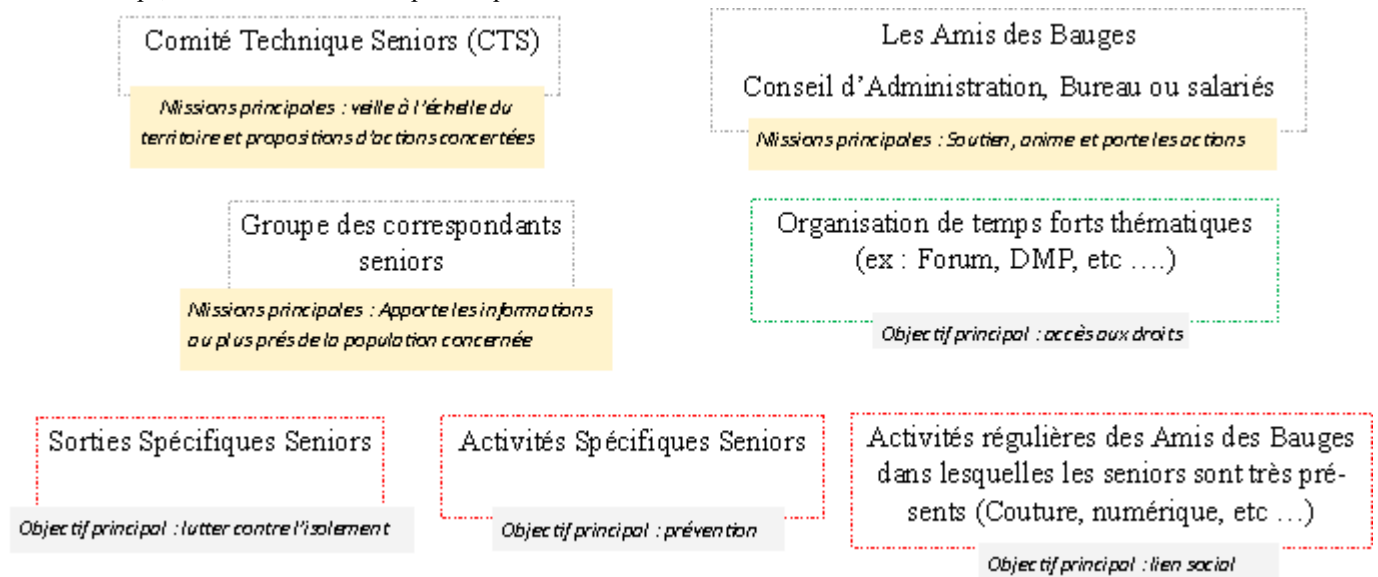 Comité Technique Seniors (CTS)
Missions principales : veille à l'échelle du
territoire et propositions d'actions concertées
Les Amis des Bauges
Conseil d'Administration, Bureau ou salariés
Missions principales : Soutien, anime et porte les actions
Groupe des correspondants
seniors
Missions principales : Apporte les informations
au plus prés de la population concernée
Organisation de temps forts thématiques
(ex : Forum, DMP, etc ....)
Objectif principal : accès aux droits
Sorties Spécifiques Seniors
Objectif principal : lutter contre l'isolement
Activités Spécifiques Seniors
Objectif principal : prévention
Activités régulières des Amis des Bauges
dans lesquelles les seniors sont très pré-
sents (Couture, numérique, etc ...)
Objectif principal : lien social